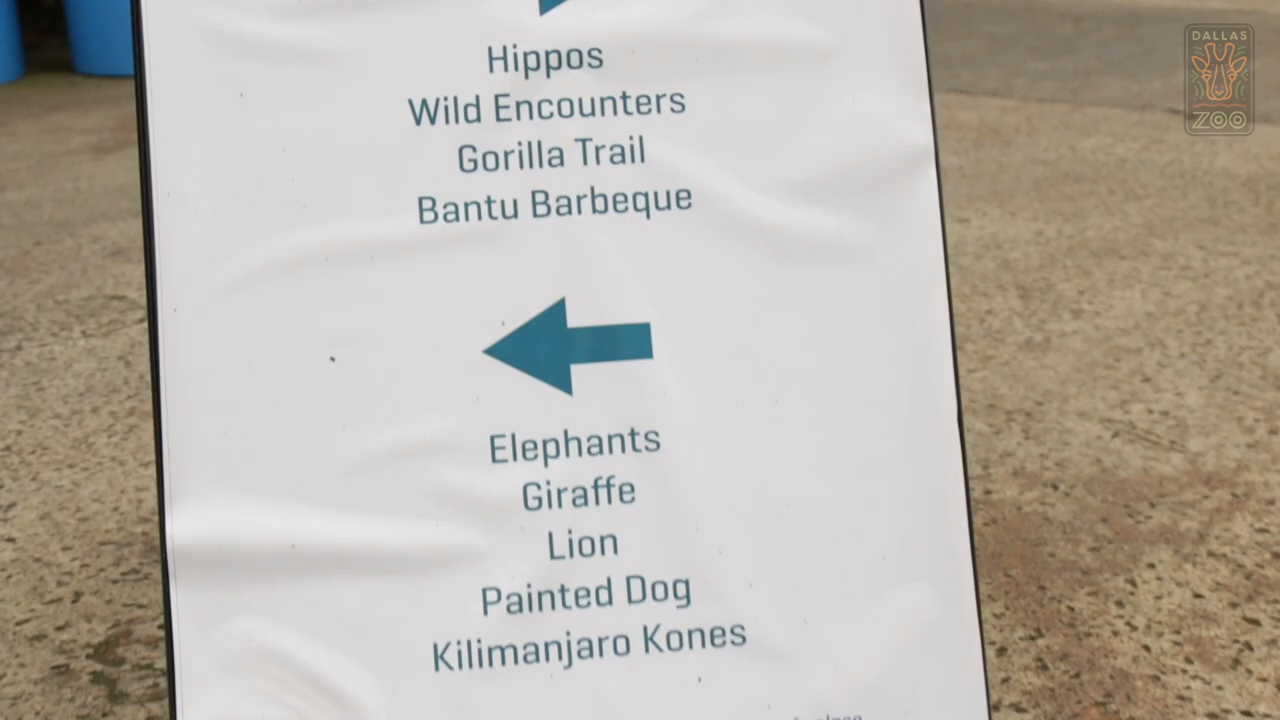 DALLAS
ZOO
Hippos
Wild Encounters
Gorilla Trail
Bantu Barbeque
Elephants
Giraffe
Lion
Painted Dog
Kilimanjaro Kones